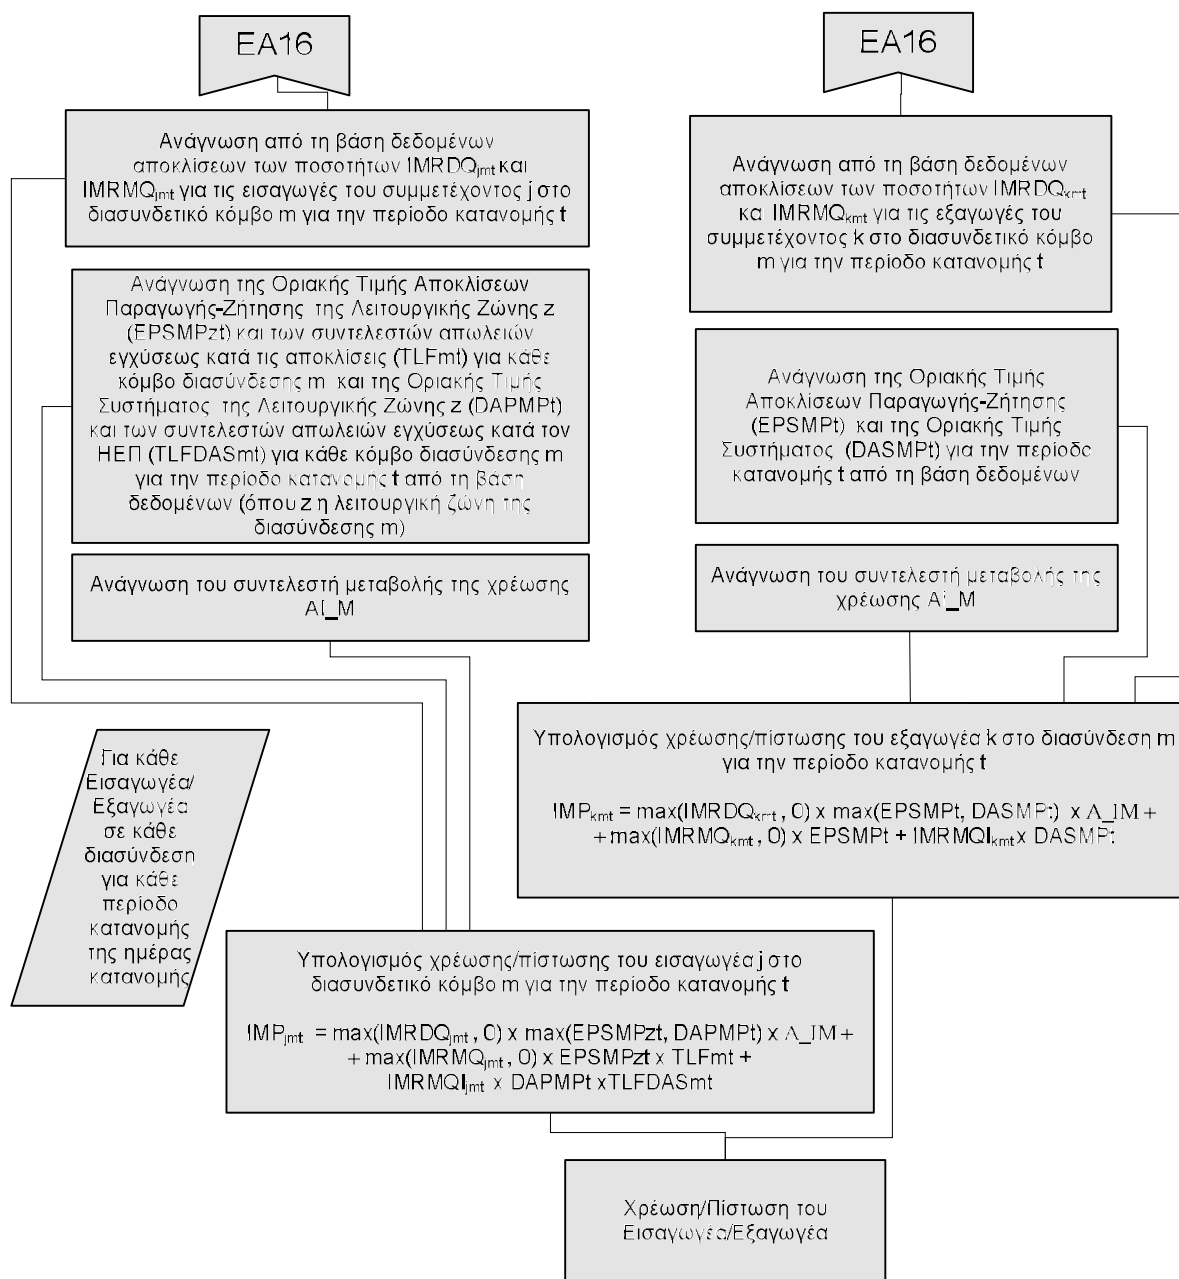 EA16
Ανάγνωση από τη βάση δεδομένων
αποκλίσεων των ποσοτήτων IMRDQjmt και
IMRMQjmt για τις εισαγωγές του συμμετέχοντος j στο
διασυνδετικό κόμβο m για την περίοδο κατανομής t
Ανάγνωση της Οριακής Τιμής Αποκλίσεων
Παραγωγής-Ζήτησης της Λειτουργικής Ζώνης z
(EPSMPzt) και των συντελεστών απωλειών
εγχύσεως κατά τις αποκλίσεις (TLFmt) για κάθε
κόμβο διασύνδεσης m και της Οριακής Τιμής
Συστήματος της Λειτουργικής Ζώνης z (DAPMPt)
και των συντελεστών απωλειών εγχύσεως κατά τον
ΗΕΠ (TLFDASmt) για κάθε κόμβο διασύνδεσης m
για την περίοδο κατανομής t από τη βάση
δεδομένων (όπου z η λειτουργική ζώνη της
διασύνδεσης m)
Ανάγνωση του συντελεστή μεταβολής της χρέωσης
AI_M
EA16
Ανάγνωση από τη βάση δεδομένων
αποκλίσεων των ποσοτήτων IMRDQkmt
και IMRMQkmt για τις εξαγωγές του
συμμετέχοντος k στο διασυνδετικό κόμβο
m για την περίοδο κατανομής t
Ανάγνωση της Οριακής Τιμής
Αποκλίσεων Παραγωγής-Ζήτησης
(EPSMPt) και της Οριακής Τιμής
Συστήματος (DASMPt) για την περίοδο
κατανομής t από τη βάση δεδομένων
Ανάγνωση του συντελεστή μεταβολής της
χρέωσης AI_M
Υπολογισμός χρέωσης/πίστωσης του εξαγωγέα k στο διασύνδεση m
για την περίοδο κατανομής t
IMPkmt = max(IMRDQkmt , 0) x max(EPSMPt, DASMPt) x A_IM +
+ max(IMRMQkmt , 0) x EPSMPt + IMRMQIkmt x DASMPt
Για κάθε
Εισαγωγέα/
Εξαγωγέα
σε κάθε
διασύνδεση
για κάθε
περίοδο
κατανομής
της ημέρας
κατανομής
Υπολογισμός χρέωσης/πίστωσης του εισαγωγέα j στο
διασυνδετικό κόμβο m για την περίοδο κατανομής t
IMPjmt = max(IMRDQjmt , 0) x max(EPSMPzt, DAPMPt) x A_IM +
+ max(IMRMQjmt , 0) x EPSMPzt x TLFmt +
IMRMQIjmt x DAPMPt xTLFDASmt
Χρέωση/Πίστωση του
Εισαγωγέα/Εξαγωγέα